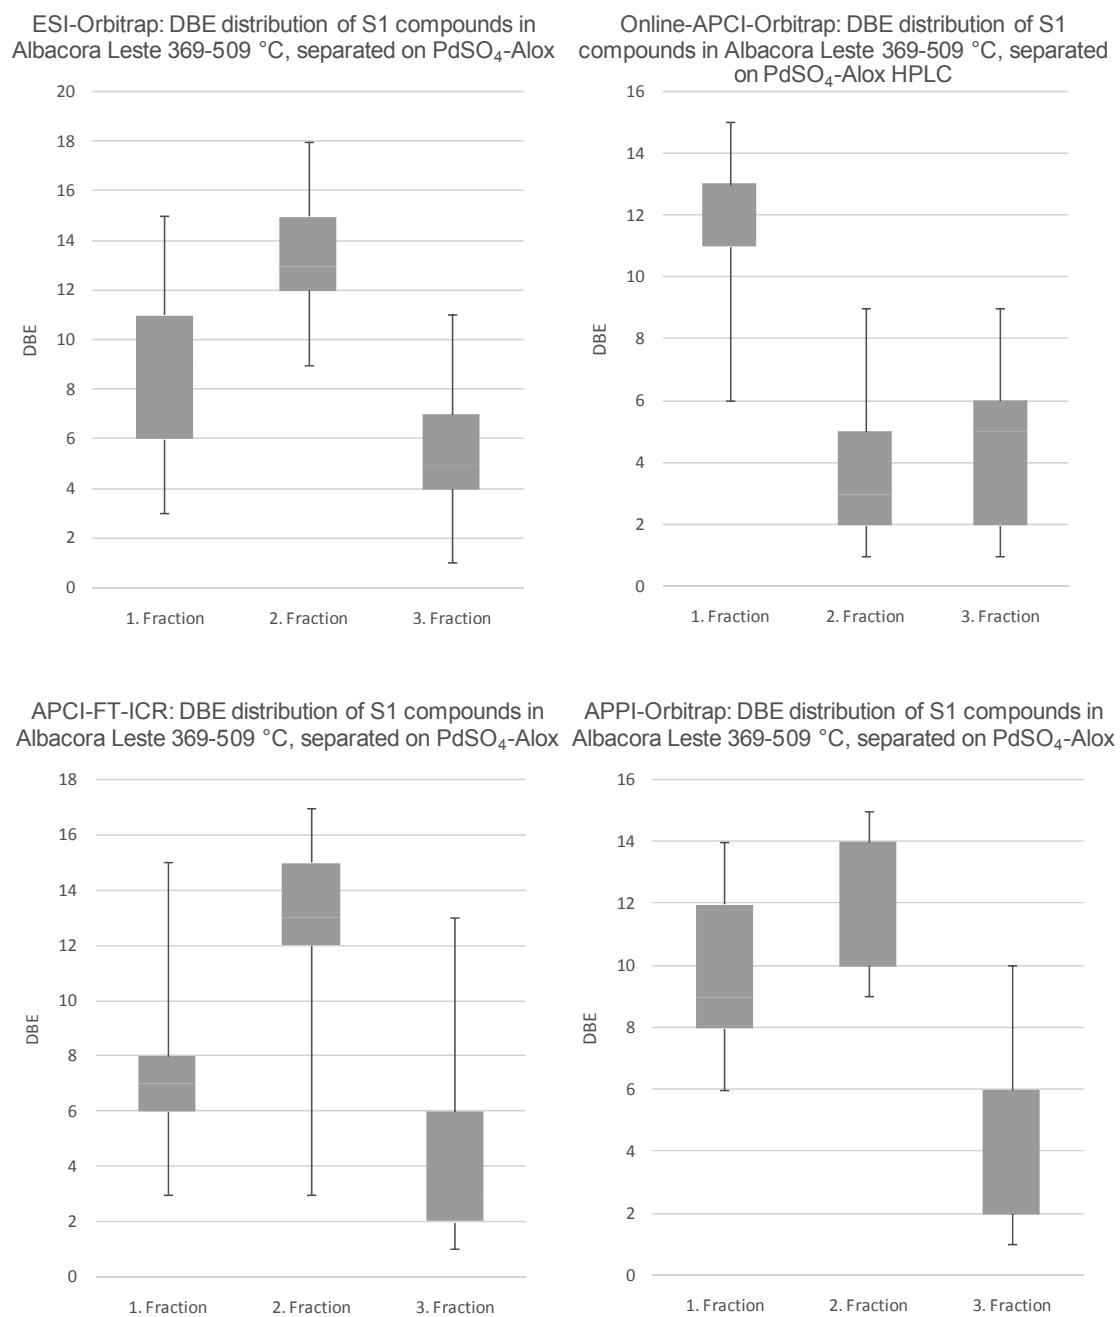 ESI-Orbitrap: DBE distribution of S1 compounds in
Albacora Leste 369-509 °C, separated on PdSO₄-Alox
20
18
16
14
12
10
8
6
4
2
0
DBE
1. Fraction 2. Fraction 3. Fraction
Online-APCI-Orbitrap: DBE distribution of S1
compounds in Albacora Leste 369-509 °C, separated
on PdSO₄-Alox HPLC
16
14
12
10
8
6
4
2
0
DBE
1. Fraction 2. Fraction 3. Fraction
APCI-FT-ICR: DBE distribution of S1 compounds in
Albacora Leste 369-509 °C, separated on PdSO₄-Alox
18
16
14
12
10
8
6
4
2
0
DBE
1. Fraction 2. Fraction 3. Fraction
APPI-Orbitrap: DBE distribution of S1 compounds in
Albacora Leste 369-509 °C, separated on PdSO₄-Alox
16
14
12
10
8
6
4
2
0
DBE
1. Fraction 2. Fraction 3. Fraction